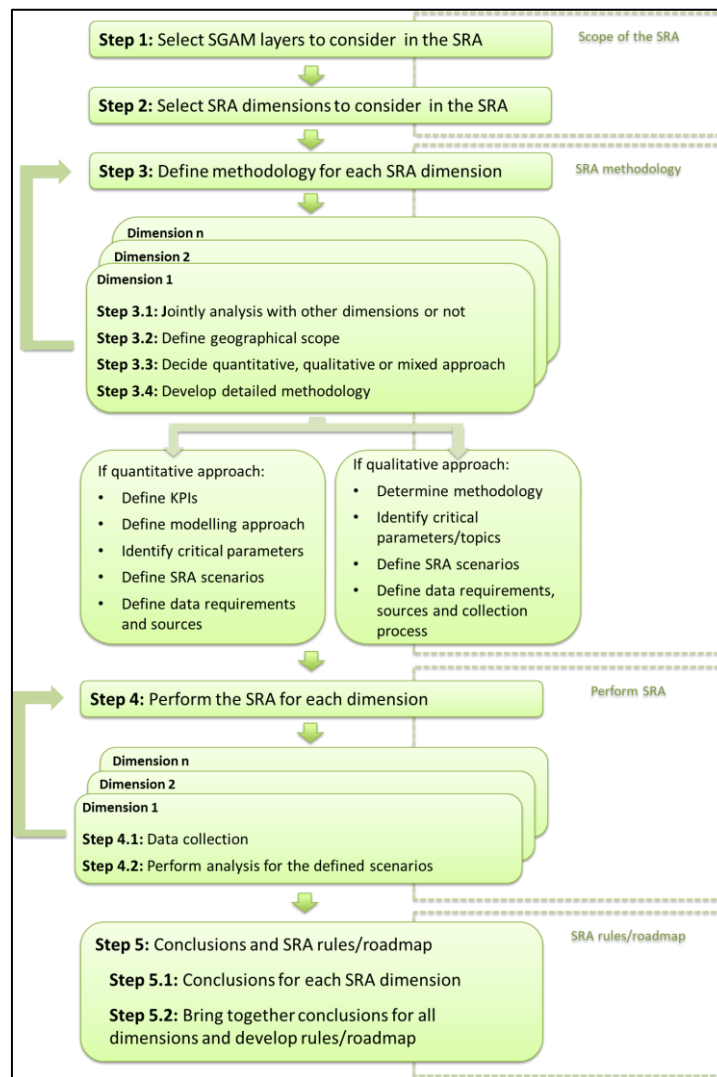 Step 1: Select SGAM layers to consider in the SRA
Scope of the SRA
Step 2: Select SRA dimensions to consider in the SRA
Step 3: Define methodology for each SRA dimension
SRA methodology
Dimension n
Dimension 2
Dimension 1
Step 3.1: Jointly analysis with other dimensions or not
Step 3.2: Define geographical scope
Step 3.3: Decide quantitative, qualitative or mixed approach
Step 3.4: Develop detailed methodology
If quantitative approach:
• Define KPIs
• Define modelling approach
• Identify critical parameters
• Define SRA scenarios
• Define data requirements
and sources
If qualitative approach:
• Determine methodology
• Identify critical
parameters/topics
• Define SRA scenarios
• Define data requirements,
sources and collection
process
Step 4: Perform the SRA for each dimension
Perform SRA
Dimension n
Dimension 2
Dimension 1
Step 4.1: Data collection
Step 4.2: Perform analysis for the defined scenarios
Step 5: Conclusions and SRA rules/roadmap
SRA rules/roadmap
Step 5.1: Conclusions for each SRA dimension
Step 5.2: Bring together conclusions for all
dimensions and develop rules/roadmap